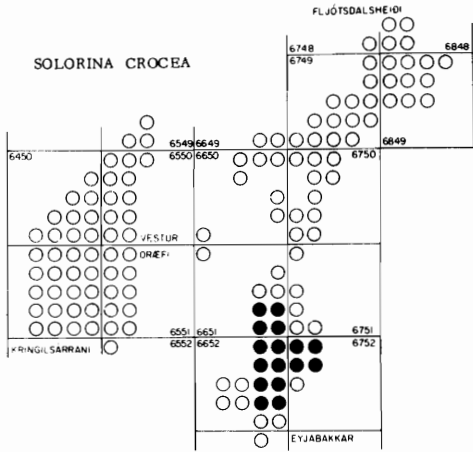 FLJÓTSDALSHEIÐI
6748 6848
6749
SOLORINA CROCEA
6549 6649 6849
6450 6550 6650 6750
VESTUR
ÖRÆFI
6551 6651 6751
KRINGILSÁRRANI 6552 6652 6752
EYJABAKKAR